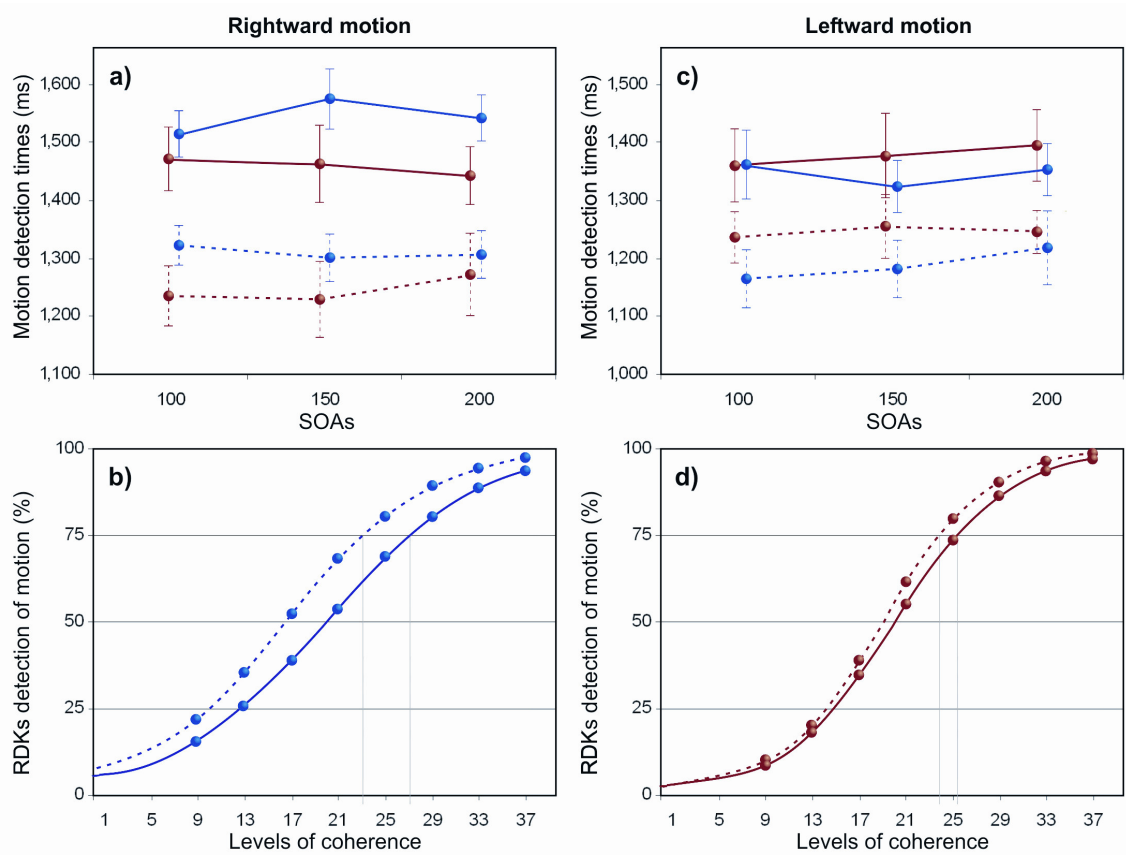 Rightward motion
Leftward motion
a)
Motion detection times (ms)
1,600
1,500
1,400
1,300
1,200
1,100
100 150 200
SOAs
c)
Motion detection times (ms)
1,500
1,400
1,300
1,200
1,100
1,000
100 150 200
SOAs
b)
RDKs detection of motion (%)
100
75
50
25
0
1 5 9 13 17 21 25 29 33 37
Levels of coherence
d)
RDKs detection of motion (%)
100
75
50
25
0
1 5 9 13 17 21 25 29 33 37
Levels of coherence